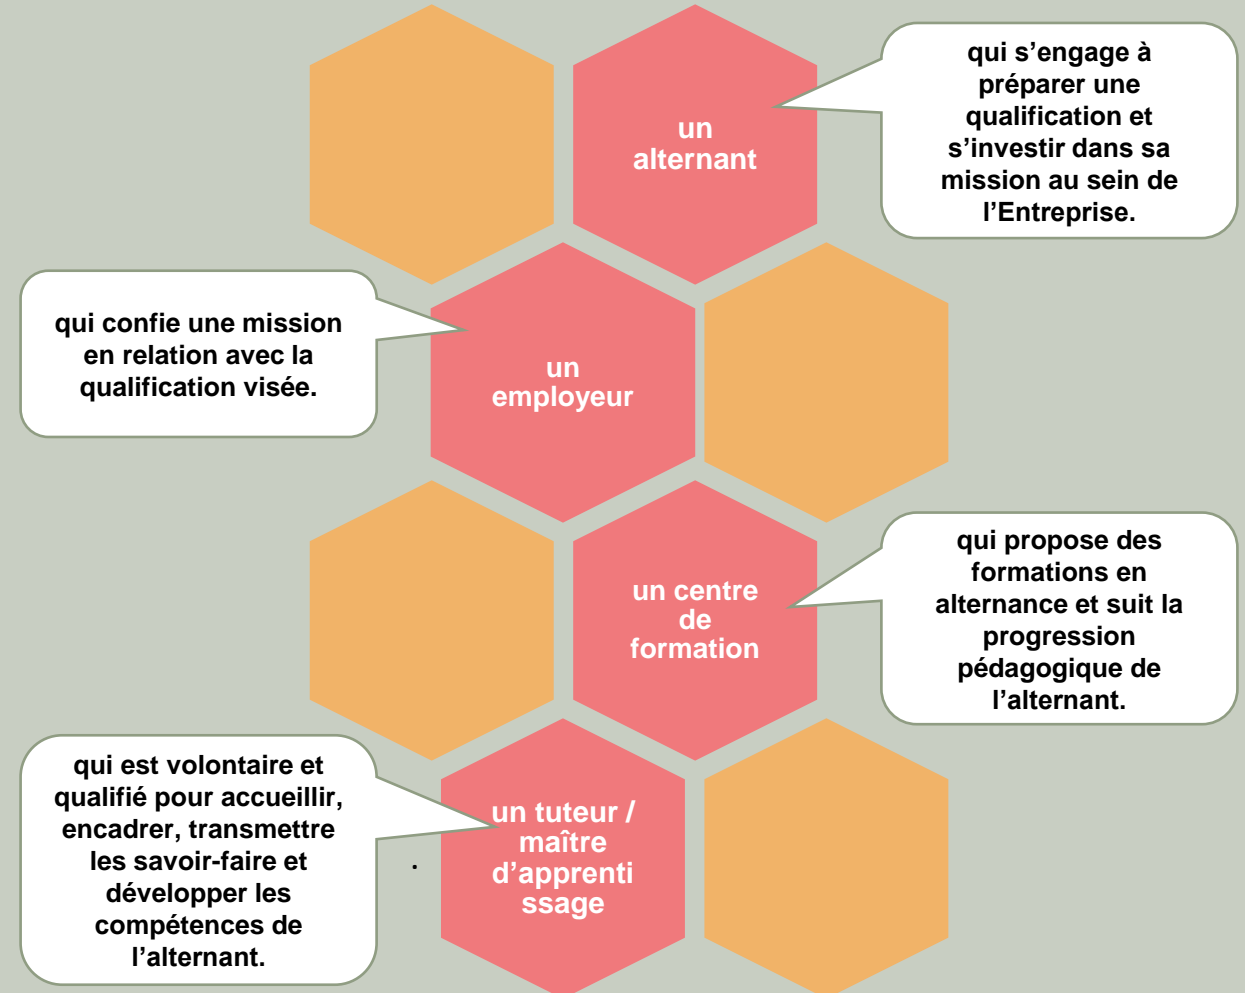 un
alternant
qui s’engage à
préparer une
qualification et
s’investir dans sa
mission au sein de
l’Entreprise.
qui confie une mission
en relation avec la
qualification visée.
un
employeur
un centre
de
formation
qui propose des
formations en
alternance et suit la
progression
pédagogique de
l’alternant.
qui est volontaire et
qualifié pour accueillir,
encadrer, transmettre
les savoir-faire et
développer les
compétences de
l’alternant.
.
un tuteur /
maître
d’apprenti
ssage